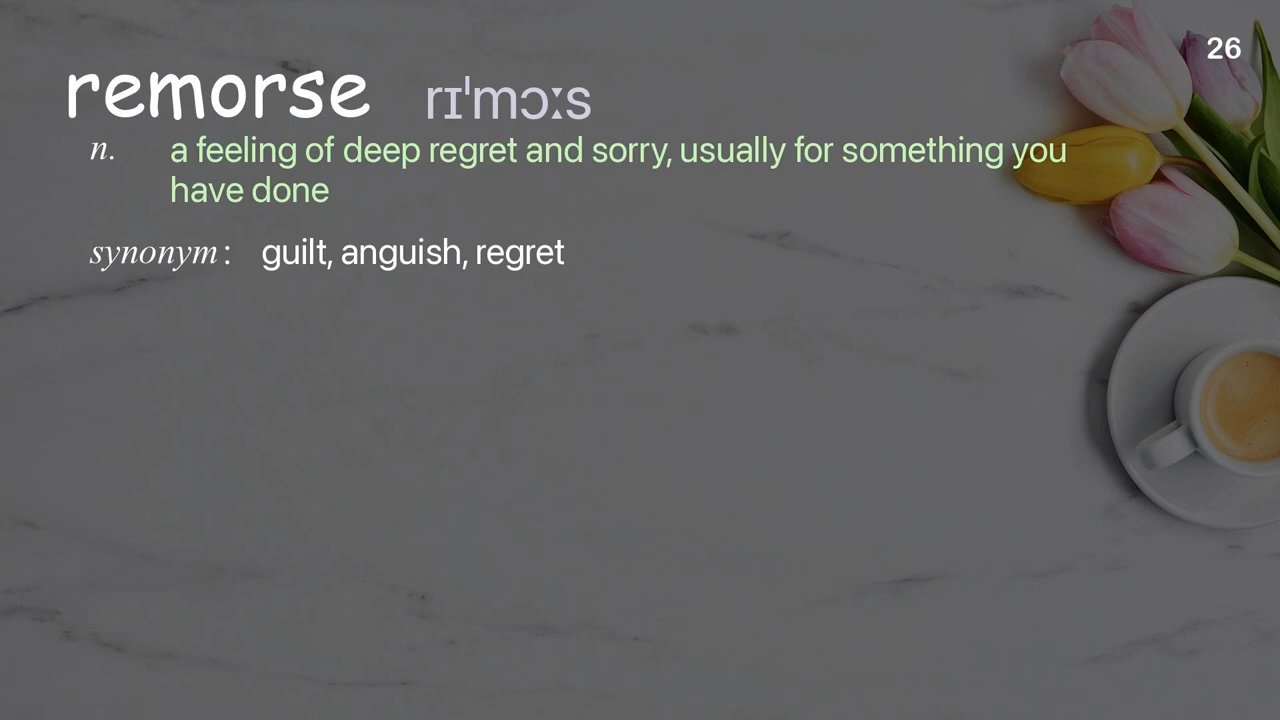 26
remorse rɪˈmɔːs
n. a feeling of deep regret and sorry, usually for something you
have done
synonym : guilt, anguish, regret